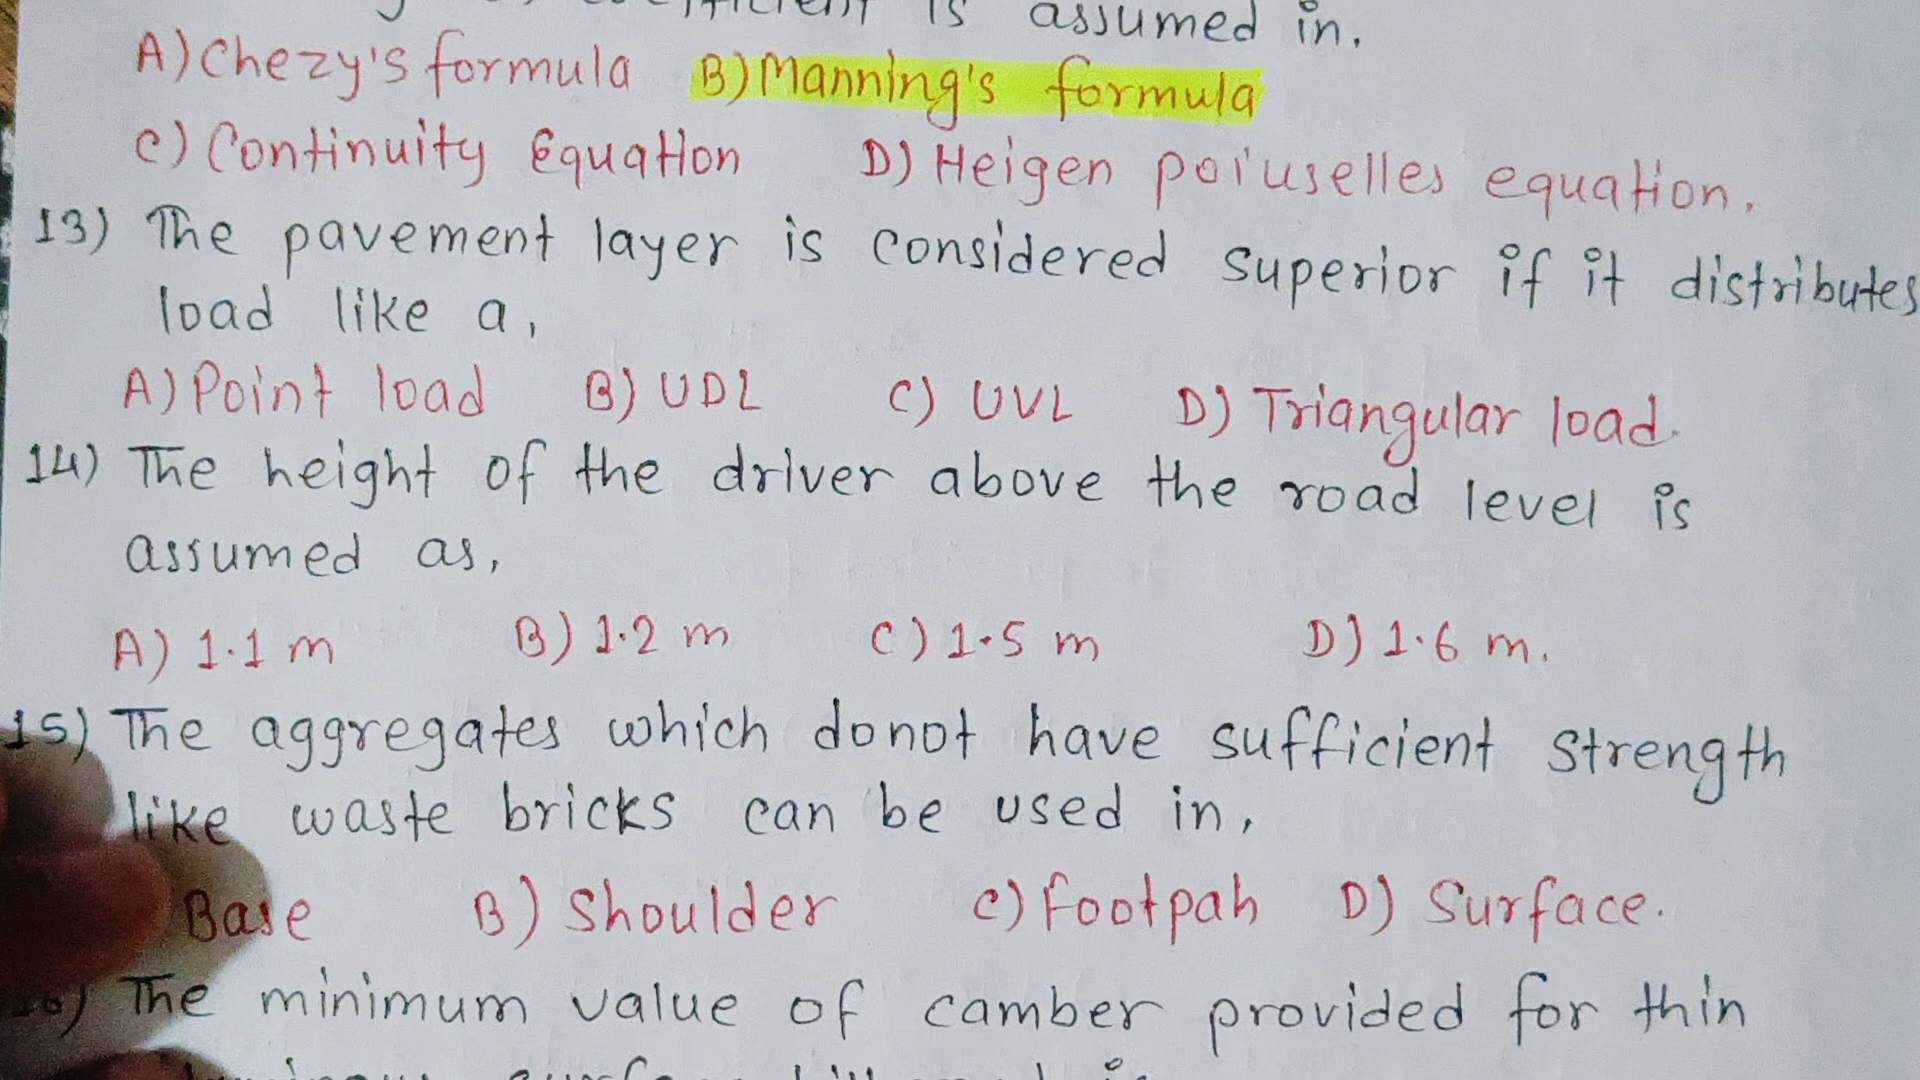 is assumed in.
A) Chezy's formula B) Manning's formula
C) Continuity Equation D) Heigen poiuselles equation.
13) The pavement layer is considered superior if it distributes
load like a,
A) Point load B) UDL C) UVL D) Triangular load.
14) The height of the driver above the road level is
assumed as,
A) 1.1 m B) 1.2 m C) 1.5 m D) 1.6 m.
15) The aggregates which donot have sufficient strength
like waste bricks can be used in,
Base B) Shoulder C) Footpah D) Surface.
The minimum value of camber provided for thin